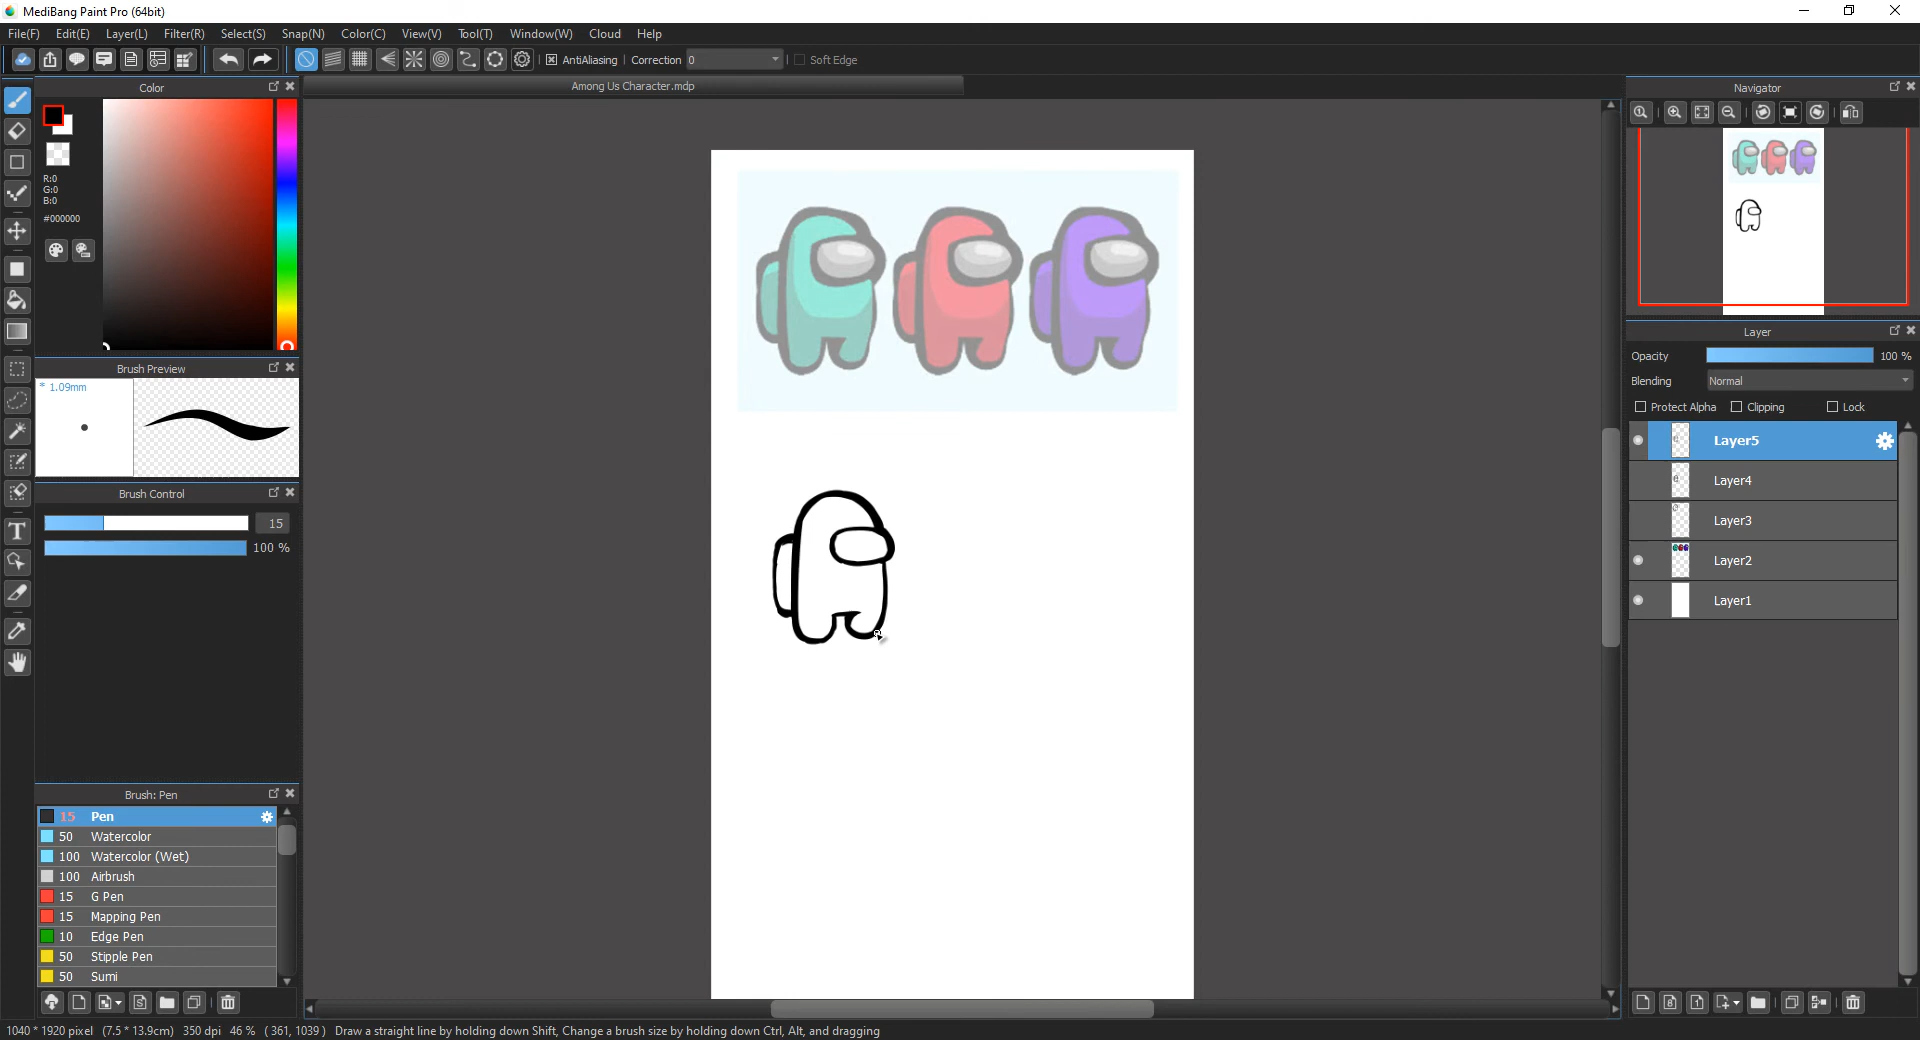 MediBang Paint Pro (64bit)
File(F) Edit(E) Layer(L) Filter(R) Select(S) Snap(N) Color(C) View(V) Tool(T) Window(W) Cloud Help
AntiAliasing Correction 0 Soft Edge
Color
Among Us Character.mdp
Navigator
R:0
G:0
B:0
#000000
Layer
Opacity 100 %
Blending Normal
Protect Alpha Clipping Lock
Layer5
Layer4
Layer3
Layer2
Layer1
Brush Preview
* 1.09mm
Brush Control
15
100 %
Brush: Pen
15 Pen
50 Watercolor
100 Watercolor (Wet)
100 Airbrush
15 G Pen
15 Mapping Pen
10 Edge Pen
50 Stipple Pen
50 Sumi
1040 * 1920 pixel (7.5 * 13.9cm) 350 dpi 46 % ( 361, 1039 ) Draw a straight line by holding down Shift, Change a brush size by holding down Ctrl, Alt, and dragging